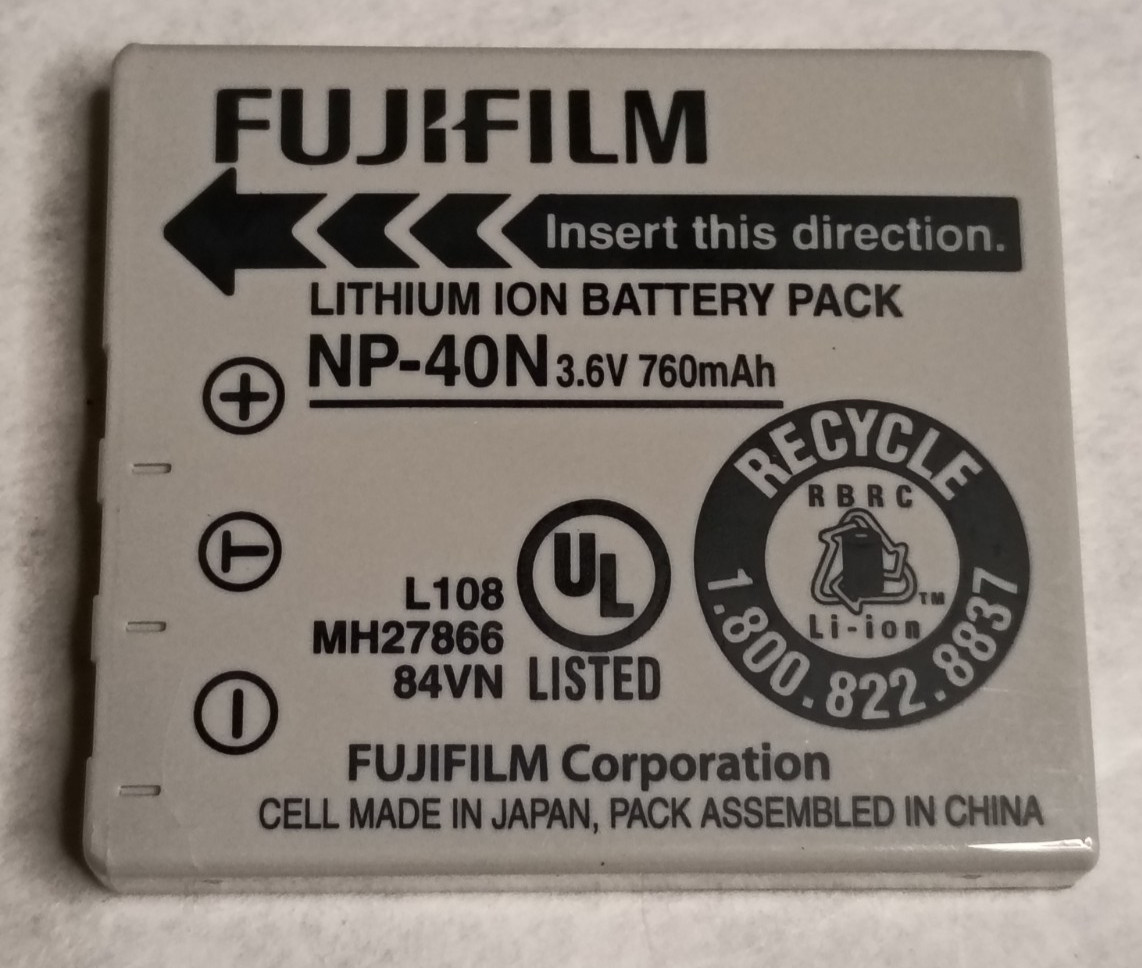 FUJIFILM
Insert this direction.
LITHIUM ION BATTERY PACK
NP-40N 3.6V 760mAh
+
T
−
RECYCLE
RBRC
Li-ion
TM
1.800.822.8837
L108
MH27866
84VN
UL
LISTED
FUJIFILM Corporation
CELL MADE IN JAPAN, PACK ASSEMBLED IN CHINA